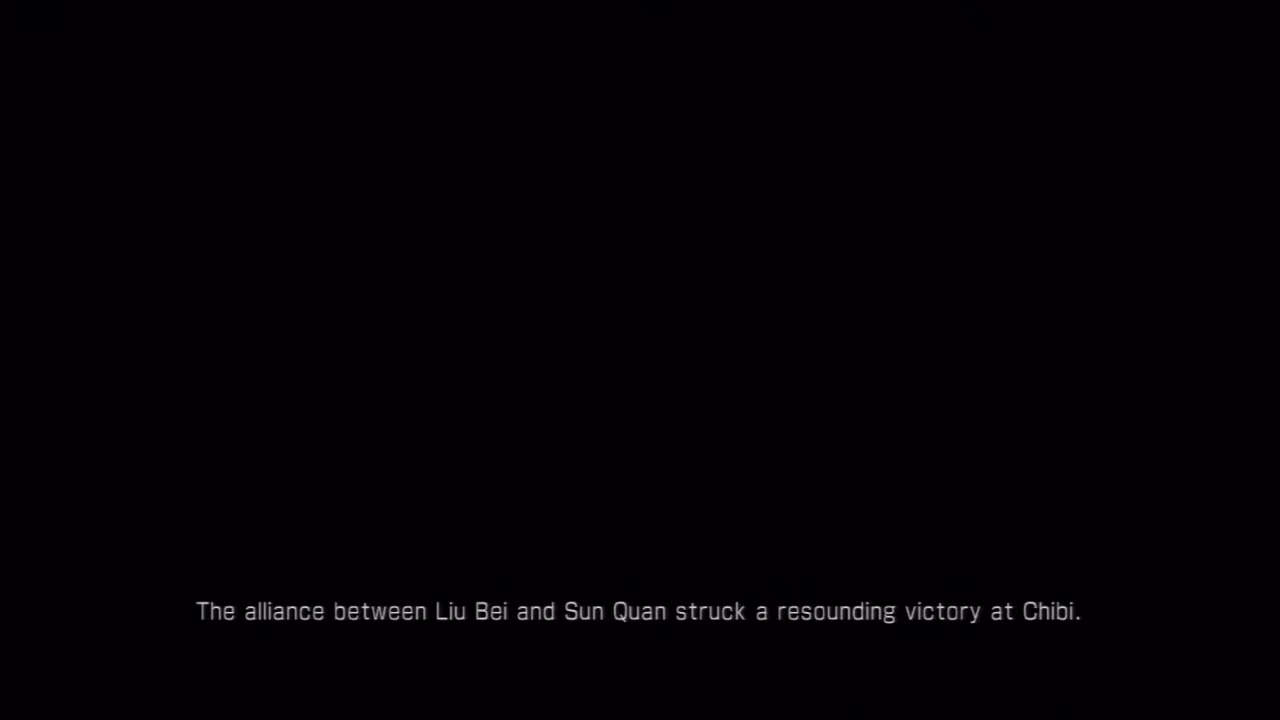 The alliance between Liu Bei and Sun Quan struck a resounding victory at Chibi.